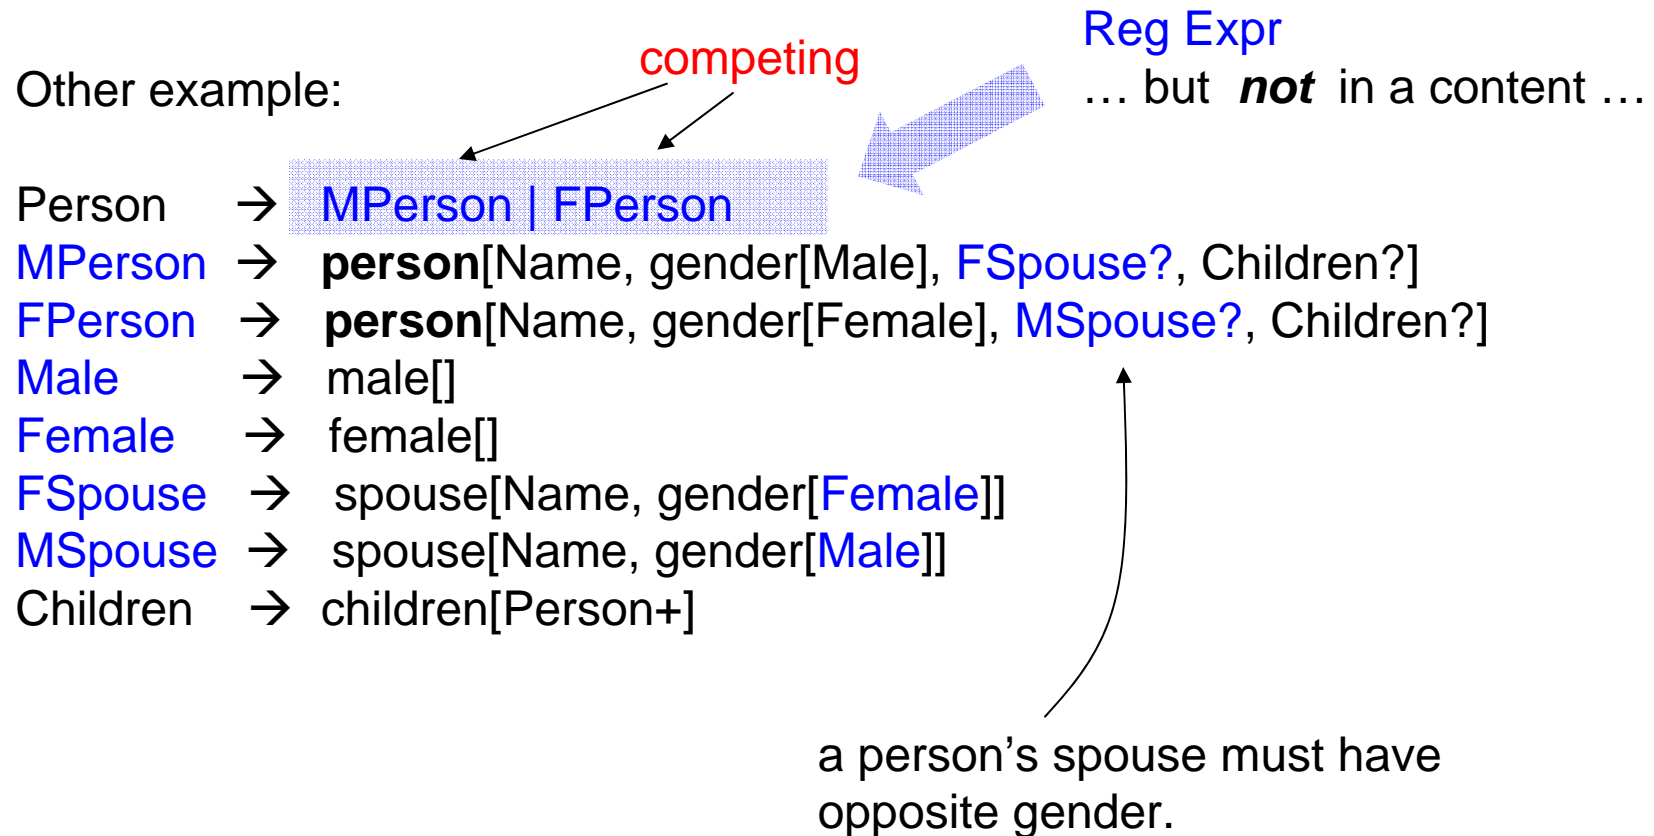 Reg Expr
… but not in a content …
competing
Other example:
Person → MPerson | FPerson
MPerson → person[Name, gender[Male], FSpouse?, Children?]
FPerson → person[Name, gender[Female], MSpouse?, Children?]
Male → male[]
Female → female[]
FSpouse → spouse[Name, gender[Female]]
MSpouse → spouse[Name, gender[Male]]
Children → children[Person+]
a person's spouse must have
opposite gender.